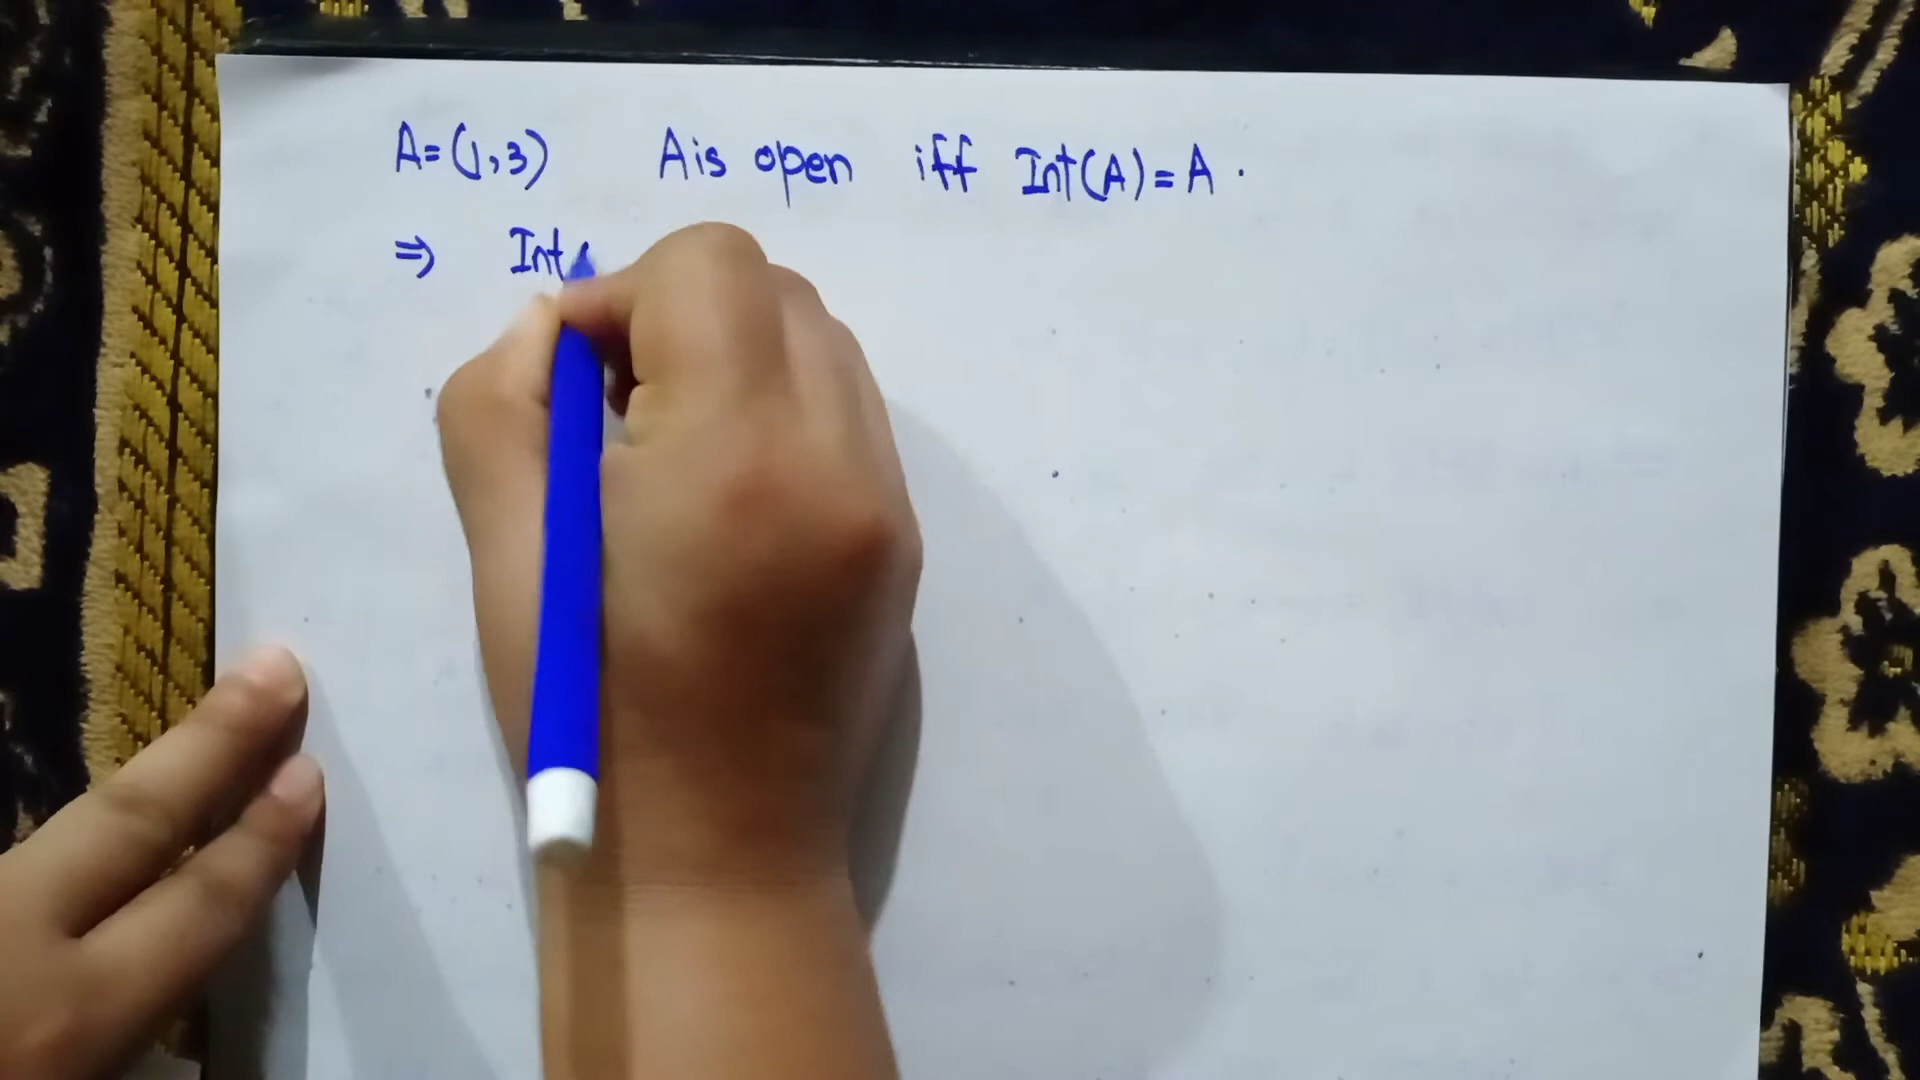 A=(1,3) A is open iff Int(A)=A.
⇒ Int